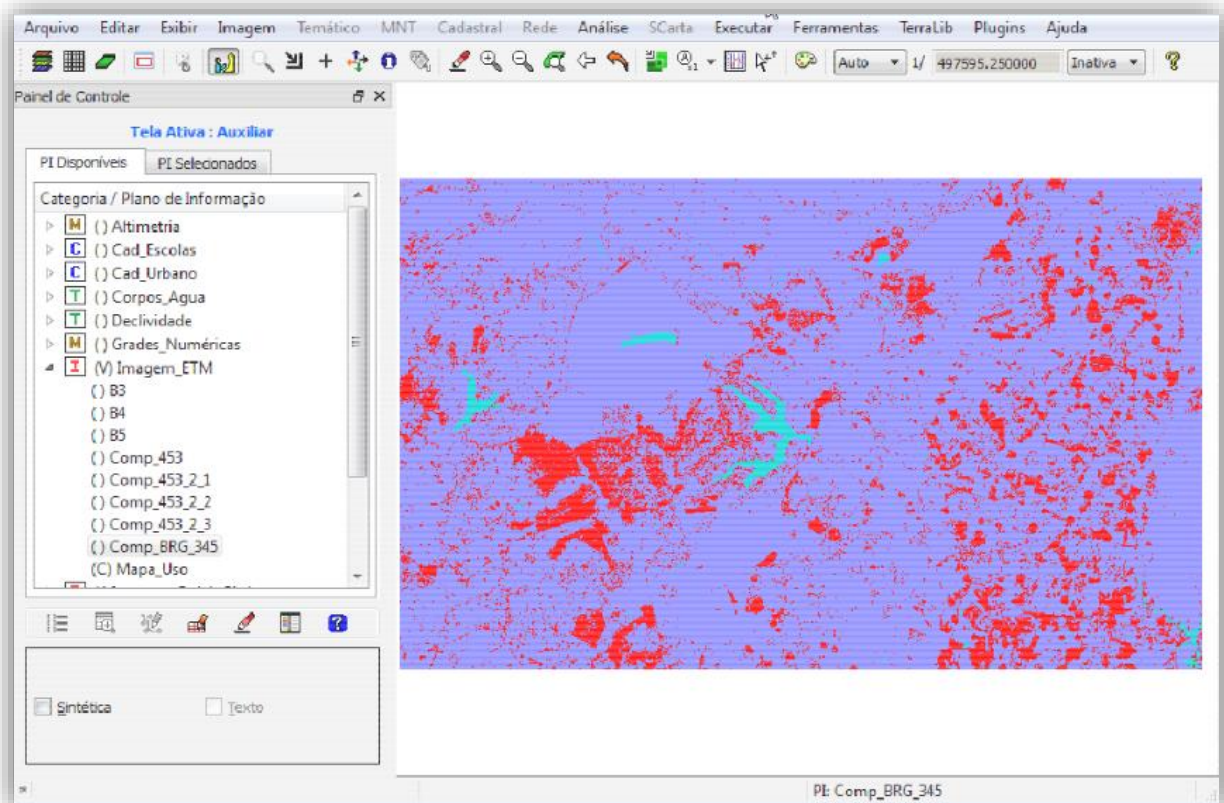 Arquivo Editar Exibir Imagem Temático MNT Cadastral Rede Análise SCarta Executar Ferramentas TerraLib Plugins Ajuda
Auto 1/ 497595.250000 Inativa
Painel de Controle
Tela Ativa : Auxiliar
PI Disponíveis PI Selecionados
Categoria / Plano de Informação
M () Altimetria
C () Cad_Escolas
C () Cad_Urbano
T () Corpos_Agua
T () Declividade
M () Grades_Numéricas
I (V) Imagem_ETM
() B3
() B4
() B5
() Comp_453
() Comp_453_2_1
() Comp_453_2_2
() Comp_453_2_3
() Comp_BRG_345
(C) Mapa_Uso
Sintética Texto
PI: Comp_BRG_345